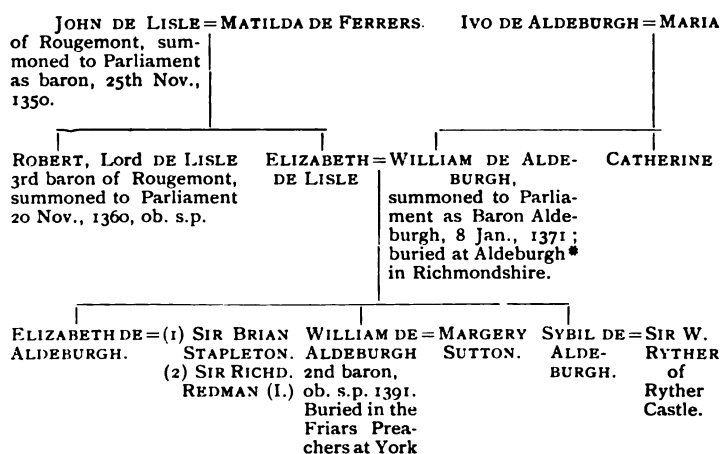 JOHN DE LISLE = MATILDA DE FERRERS.
of Rougemont, sum-
moned to Parliament
as baron, 25th Nov.,
1350.
IVO DE ALDEBURGH = MARIA
ROBERT, Lord DE LISLE
3rd baron of Rougemont,
summoned to Parliament
20 Nov., 1360, ob. s.p.
ELIZABETH = WILLIAM DE ALDE-
DE LISLE
BURGH,
summoned to Parlia-
ment as Baron Alde-
burgh, 8 Jan., 1371 ;
buried at Aldeburgh*
in Richmondshire.
CATHERINE
ELIZABETH DE = (1) SIR BRIAN
ALDEBURGH.
STAPLETON.
(2) SIR RICHD.
REDMAN (I.)
WILLIAM DE = MARGERY
ALDEBURGH
SUTTON.
2nd baron,
ob. s.p. 1391.
Buried in the
Friars Prea-
chers at York
SYBIL DE = SIR W.
ALDE-
BURGH.
RYTHER
of
Ryther
Castle.